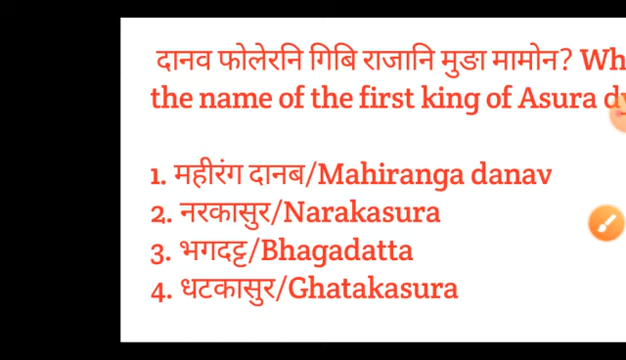 दानव फोलेरनि गिबि राजानि मुङा मामोन? Wh
the name of the first king of Asura dy
1. महीरंग दानब/Mahiranga danav
2. नरकासुर/Narakasura
3. भगदट्ट/Bhagadatta
4. धटकासुर/Ghatakasura